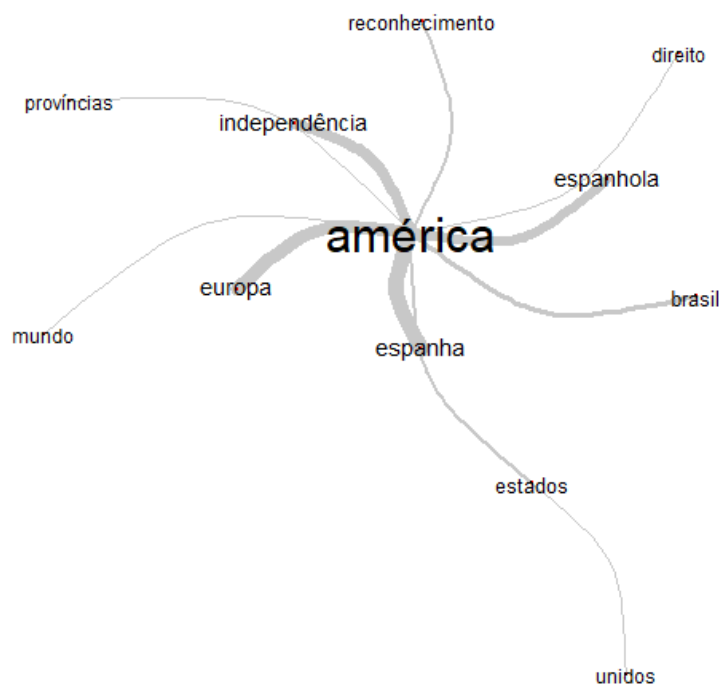 reconhecimento
direito
províncias
independência
espanhola
américa
europa
brasil
mundo
espanha
estados
unidos